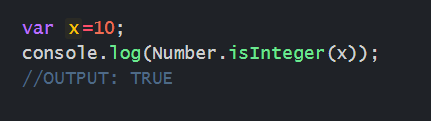 var x=10;
console.log(Number.isInteger(x));
//OUTPUT: TRUE